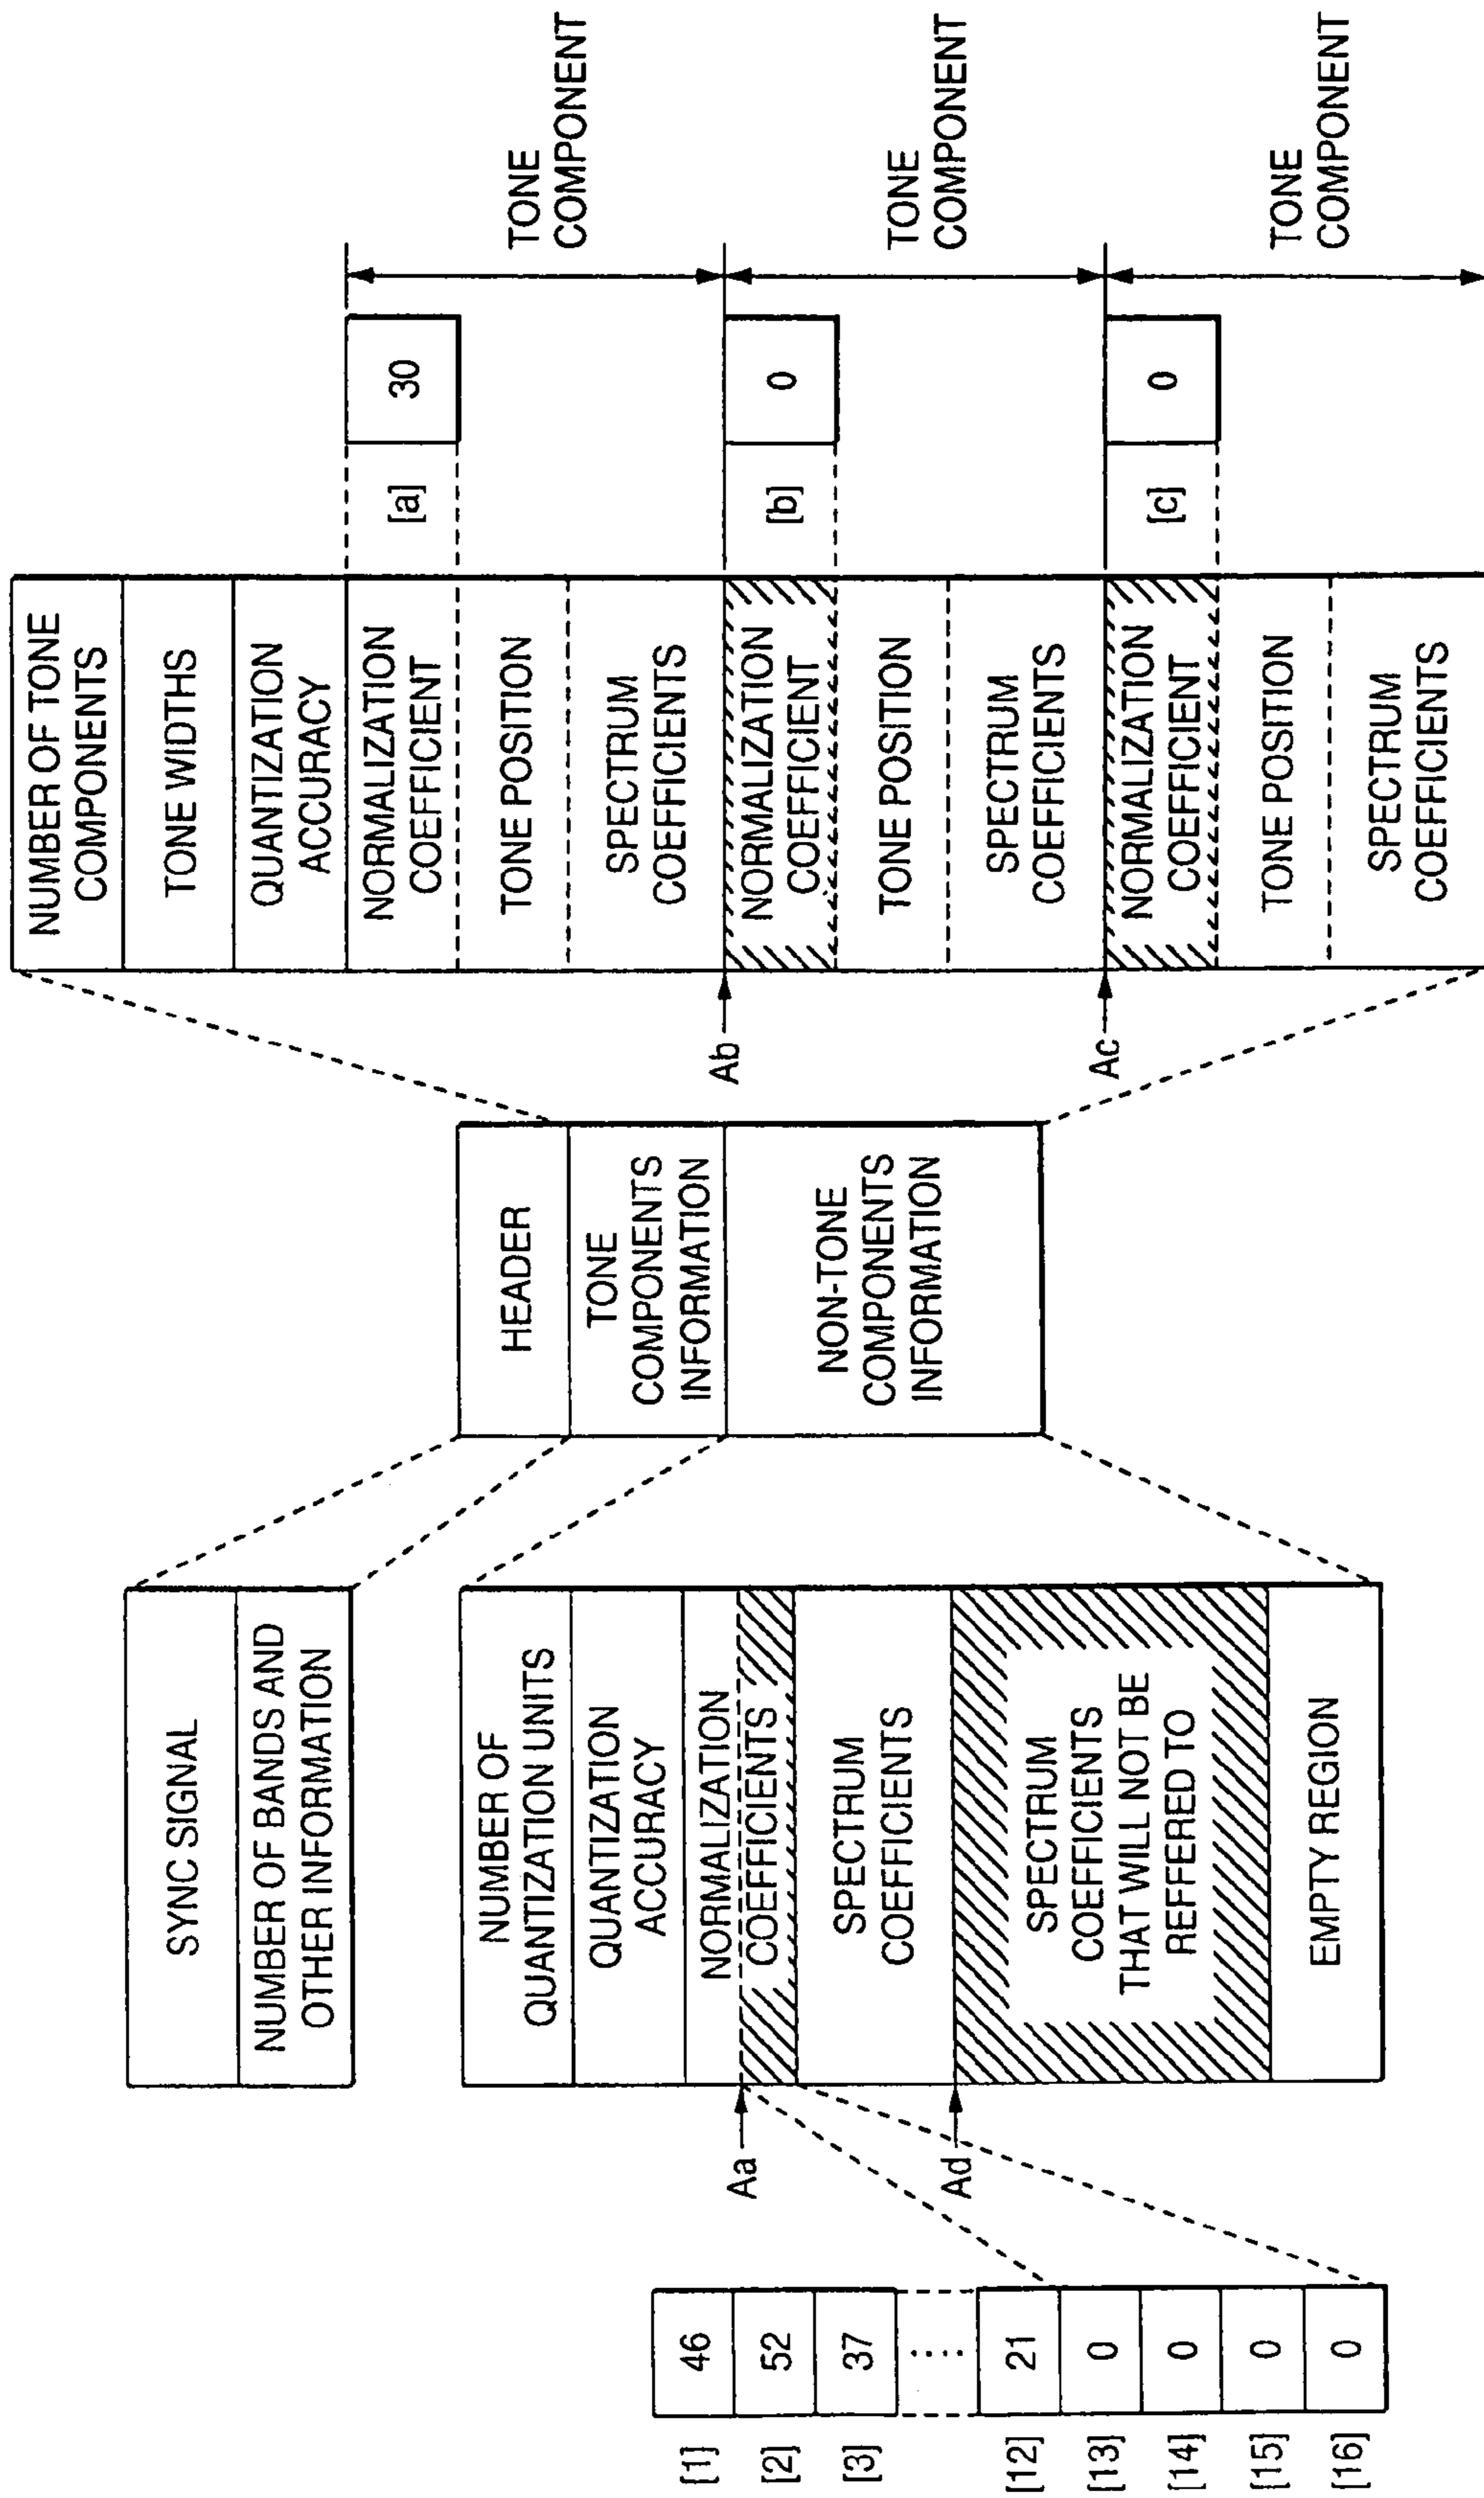 [1]
46
[2]
52
[3]
37
[12]
21
[13]
0
[14]
0
[15]
0
[16]
0
Aa
Ad
SYNC SIGNAL
NUMBER OF BANDS AND
OTHER INFORMATION
NUMBER OF
QUANTIZATION UNITS
QUANTIZATION
ACCURACY
NORMALIZATION
COEFFICIENTS
SPECTRUM
COEFFICIENTS
SPECTRUM
COEFFICIENTS
THAT WILL NOT BE
REFFERED TO
EMPTY REGION
HEADER
TONE
COMPONENTS
INFORMATION
NON-TONE
COMPONENTS
INFORMATION
Ab
Ac
NUMBER OF TONE
COMPONENTS
TONE WIDTHS
QUANTIZATION
ACCURACY
NORMALIZATION
COEFFICIENT
TONE POSITION
SPECTRUM
COEFFICIENTS
NORMALIZATION
COEFFICIENT
TONE POSITION
SPECTRUM
COEFFICIENTS
NORMALIZATION
COEFFICIENT
TONE POSITION
SPECTRUM
COEFFICIENTS
[a]
30
[b]
0
[c]
0
TONE
COMPONENT
TONE
COMPONENT
TONE
COMPONENT